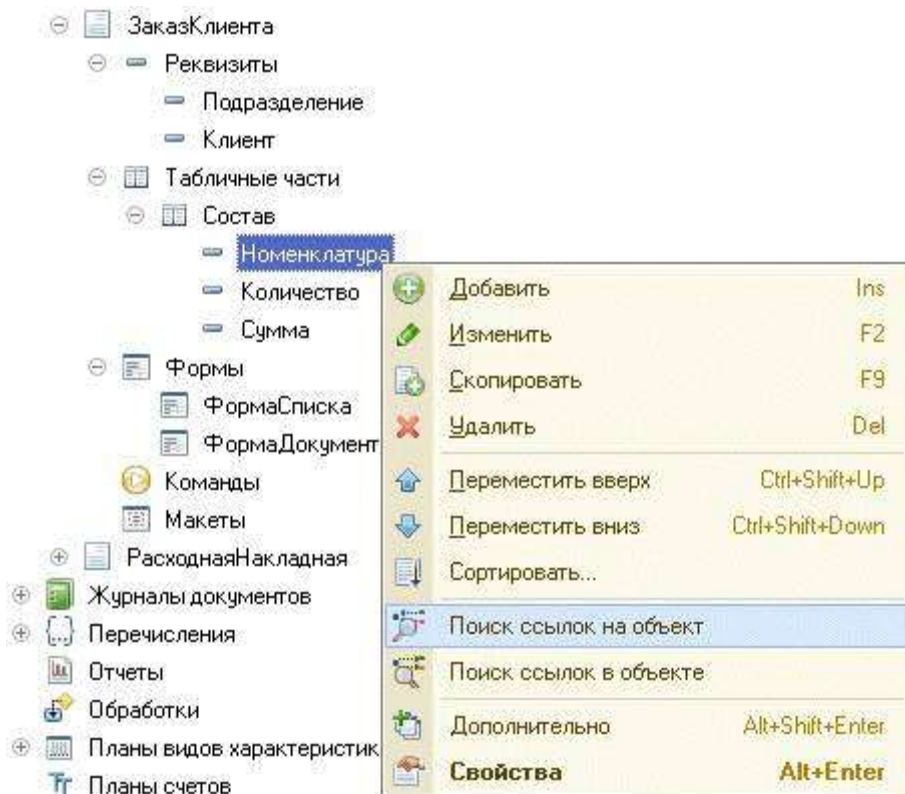 ЗаказКлиента
Реквизиты
Подразделение
Клиент
Табличные части
Состав
Номенклатура
Количество
Сумма
Формы
ФормаСписка
ФормаДокумент
Команды
Макеты
РасходнаяНакладная
Журналы документов
Перечисления
Отчеты
Обработки
Планы видов характеристик
Планы счетов
Добавить Ins
Изменить F2
Скопировать F9
Удалить Del
Переместить вверх Ctrl+Shift+Up
Переместить вниз Ctrl+Shift+Down
Сортировать...
Поиск ссылок на объект
Поиск ссылок в объекте
Дополнительно Alt+Shift+Enter
Свойства Alt+Enter